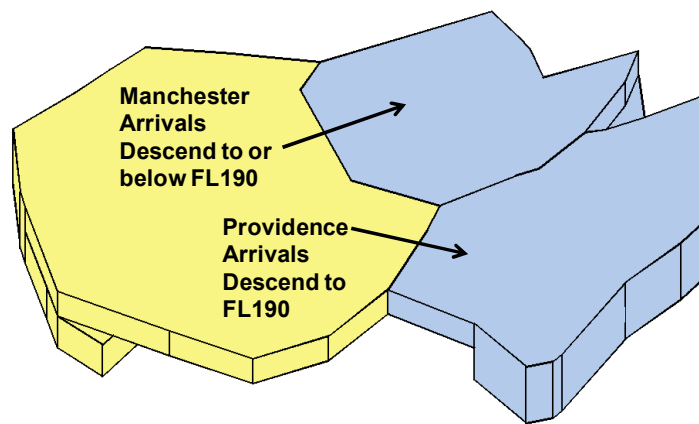 Manchester
Arrivals
Descend to or
below FL190
Providence
Arrivals
Descend to
FL190